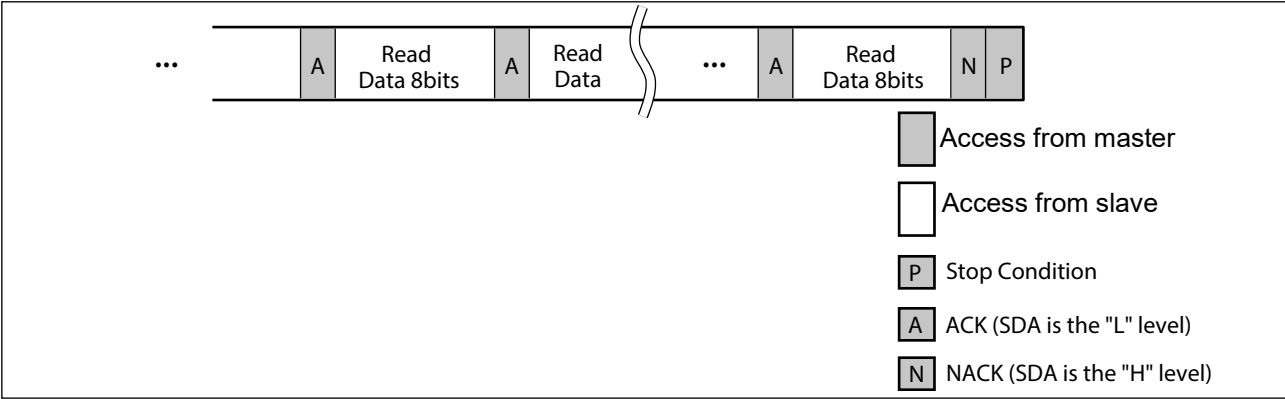 ... A Read Data 8bits A Read Data ... A Read Data 8bits N P
Access from master
Access from slave
P Stop Condition
A ACK (SDA is the "L" level)
N NACK (SDA is the "H" level)